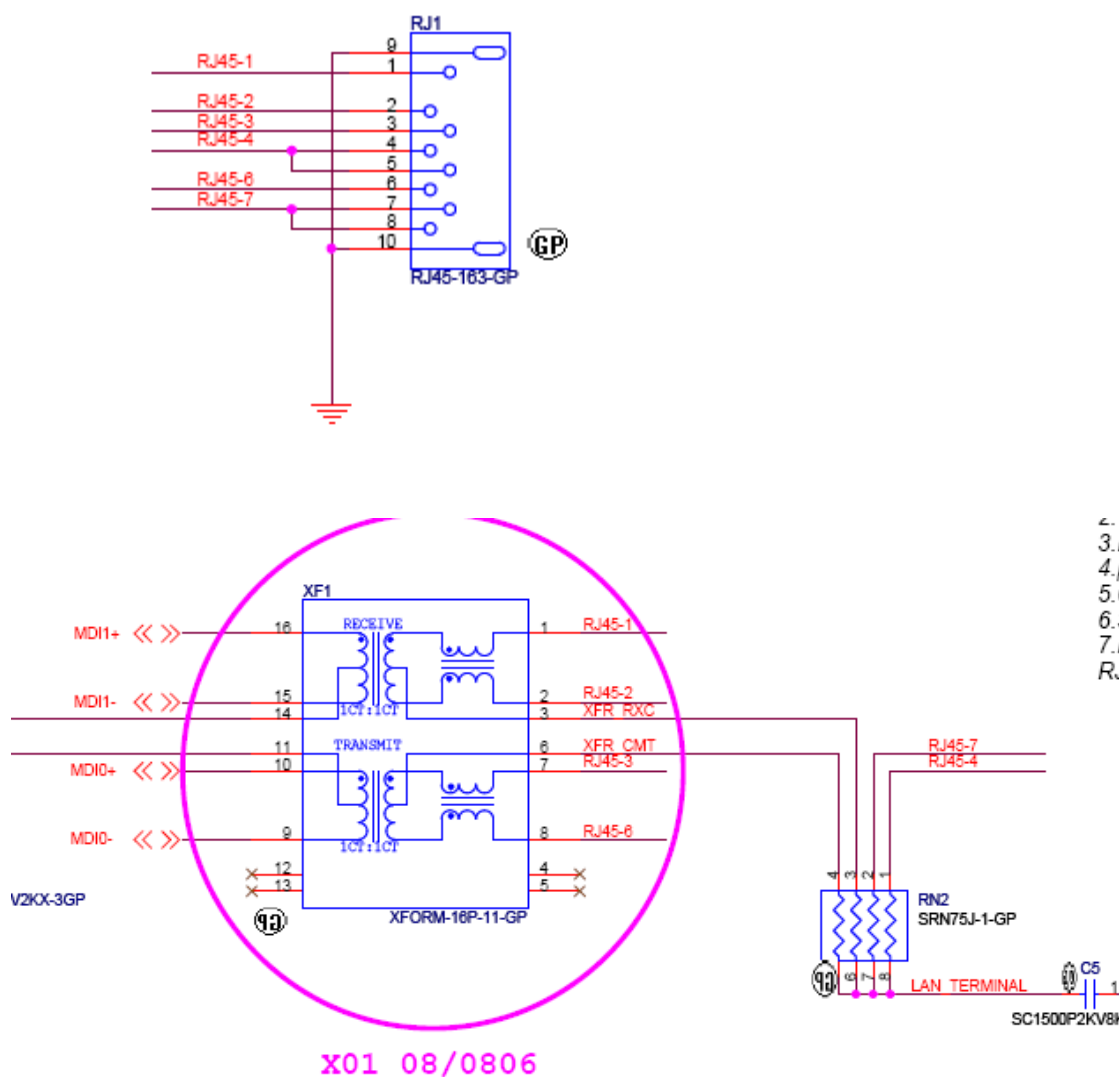 RJ1
9
RJ45-1 1
RJ45-2 2
RJ45-3 3
RJ45-4 4
5
RJ45-6 6
RJ45-7 7
8
10
GP
RJ45-163-GP
3.
4.
5.
6.
7.
RJ
XF1
MDI1+ 16 RECEIVE 1 RJ45-1
MDI1- 15 2 RJ45-2
14 1CT:1CT 3 XFR_RXC
11 TRANSMIT 6 XFR_CMT RJ45-7
MDI0+ 10 7 RJ45-3 RJ45-4
MDI0- 9 8 RJ45-6
1CT:1CT
12 4
13 5
4 3 2 1
V2KX-3GP
GP
XFORM-16P-11-GP
RN2
SRN75J-1-GP
GP 6 7 8
LAN_TERMINAL
C5
1
SC1500P2KV8
X01 08/0806